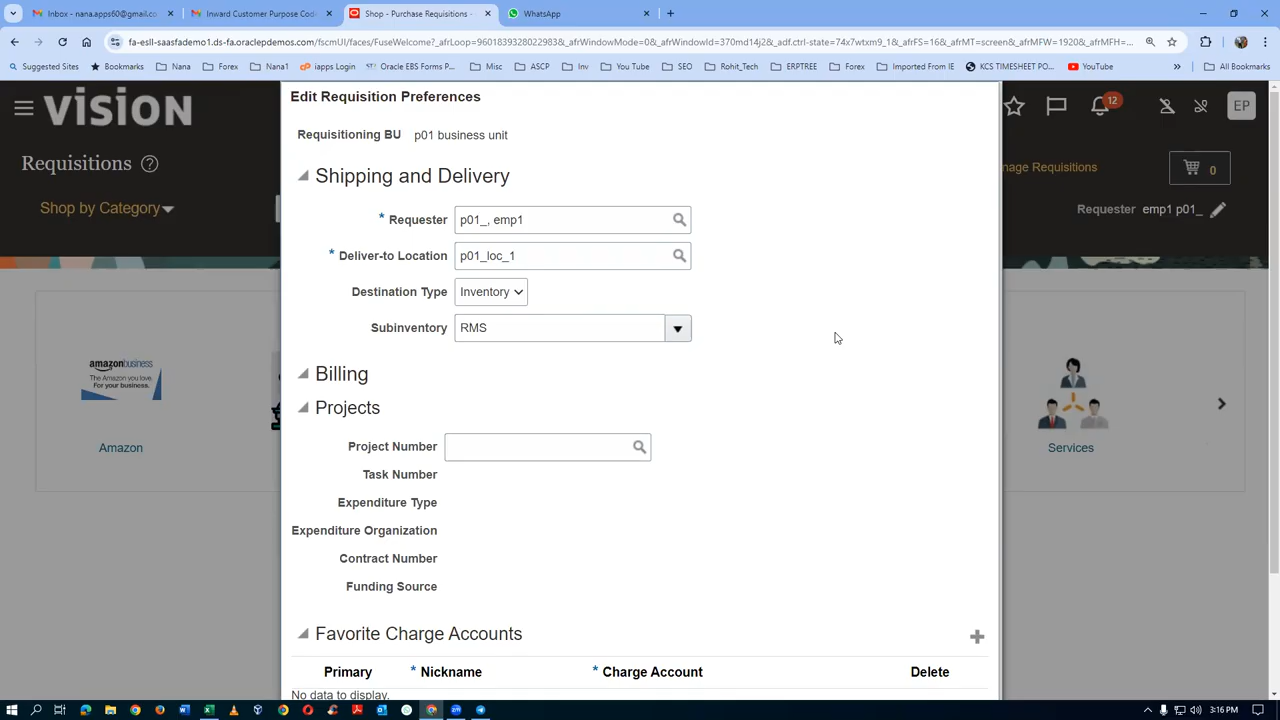 Inbox - nana.apps60@gmail.co
Inward Customer Purpose Code
Shop - Purchase Requisitions -
WhatsApp
fa-esll-saasfademo1.ds-fa.oraclepdemos.com/fscmUI/faces/FuseWelcome?_afrLoop=9601839328022983&_afrWindowMode=0&_afrWindowId=370md14j2&_adf.ctrl-state=74x7wtxm9_1&_afrFS=16&_afrMT=screen&_afrMFW=1920&_afrMFH=...
Suggested Sites
Bookmarks
Nana
Forex
Nana1
iapps Login
Oracle EBS Forms P...
Misc
ASCP
Inv
You Tube
SEO
Rohit_Tech
ERPTREE
Forex
Imported From IE
KCS TIMESHEET PO...
YouTube
All Bookmarks
VISION
12
EP
Requisitions
Shop by Category
nage Requisitions
0
Requester emp1 p01_
Edit Requisition Preferences
Requisitioning BU p01 business unit
Shipping and Delivery
* Requester p01_, emp1
* Deliver-to Location p01_loc_1
Destination Type Inventory
Subinventory RMS
Billing
Projects
Project Number
Task Number
Expenditure Type
Expenditure Organization
Contract Number
Funding Source
Favorite Charge Accounts
Primary * Nickname * Charge Account Delete
No data to display.
amazonbusiness
The Amazon you love.
For your business.
Amazon
Services
3:16 PM